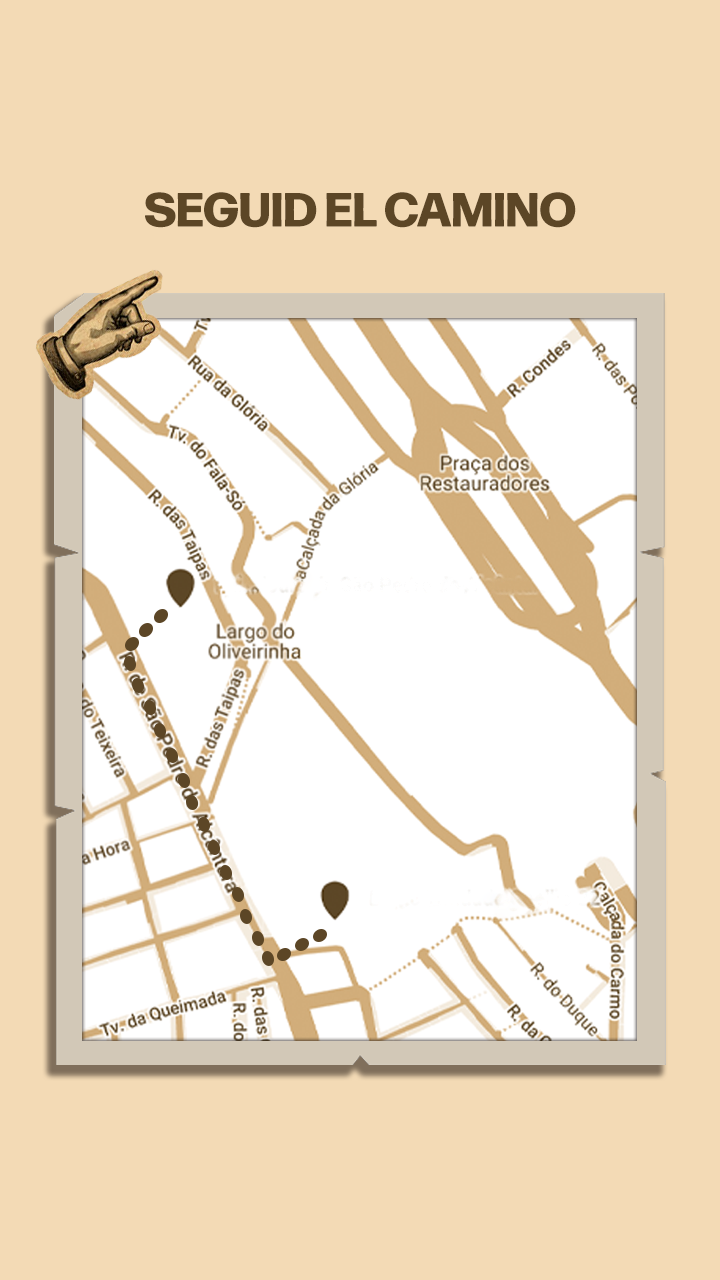 SEGUID EL CAMINO
Rua da Glória
R. Condes
R. das Po
Tv. do Fala-Só
Calçada da Glória
Praça dos
Restauradores
R. das Taipas
Largo do
Oliveirinha
R. das Taipas
R. de São Pedro de Alcântara
do Teixeira
a Hora
Calçada do Carmo
R. do Duque
Tv. da Queimada
R. das
R. do